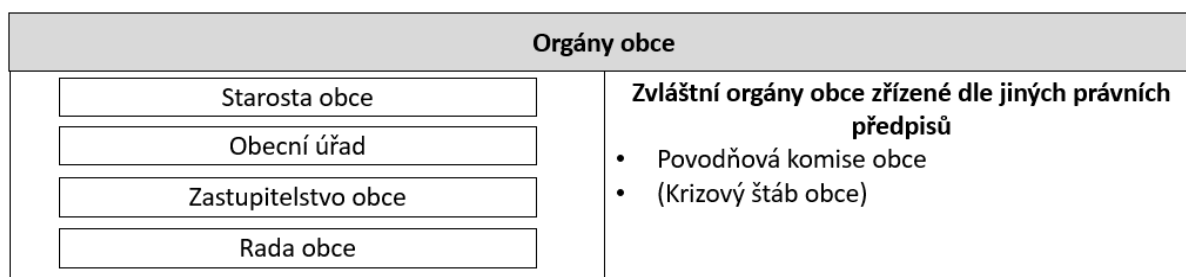 Orgány obce
Starosta obce
Obecní úřad
Zastupitelstvo obce
Rada obce
Zvláštní orgány obce zřízené dle jiných právních
předpisů
• Povodňová komise obce
• (Krizový štáb obce)